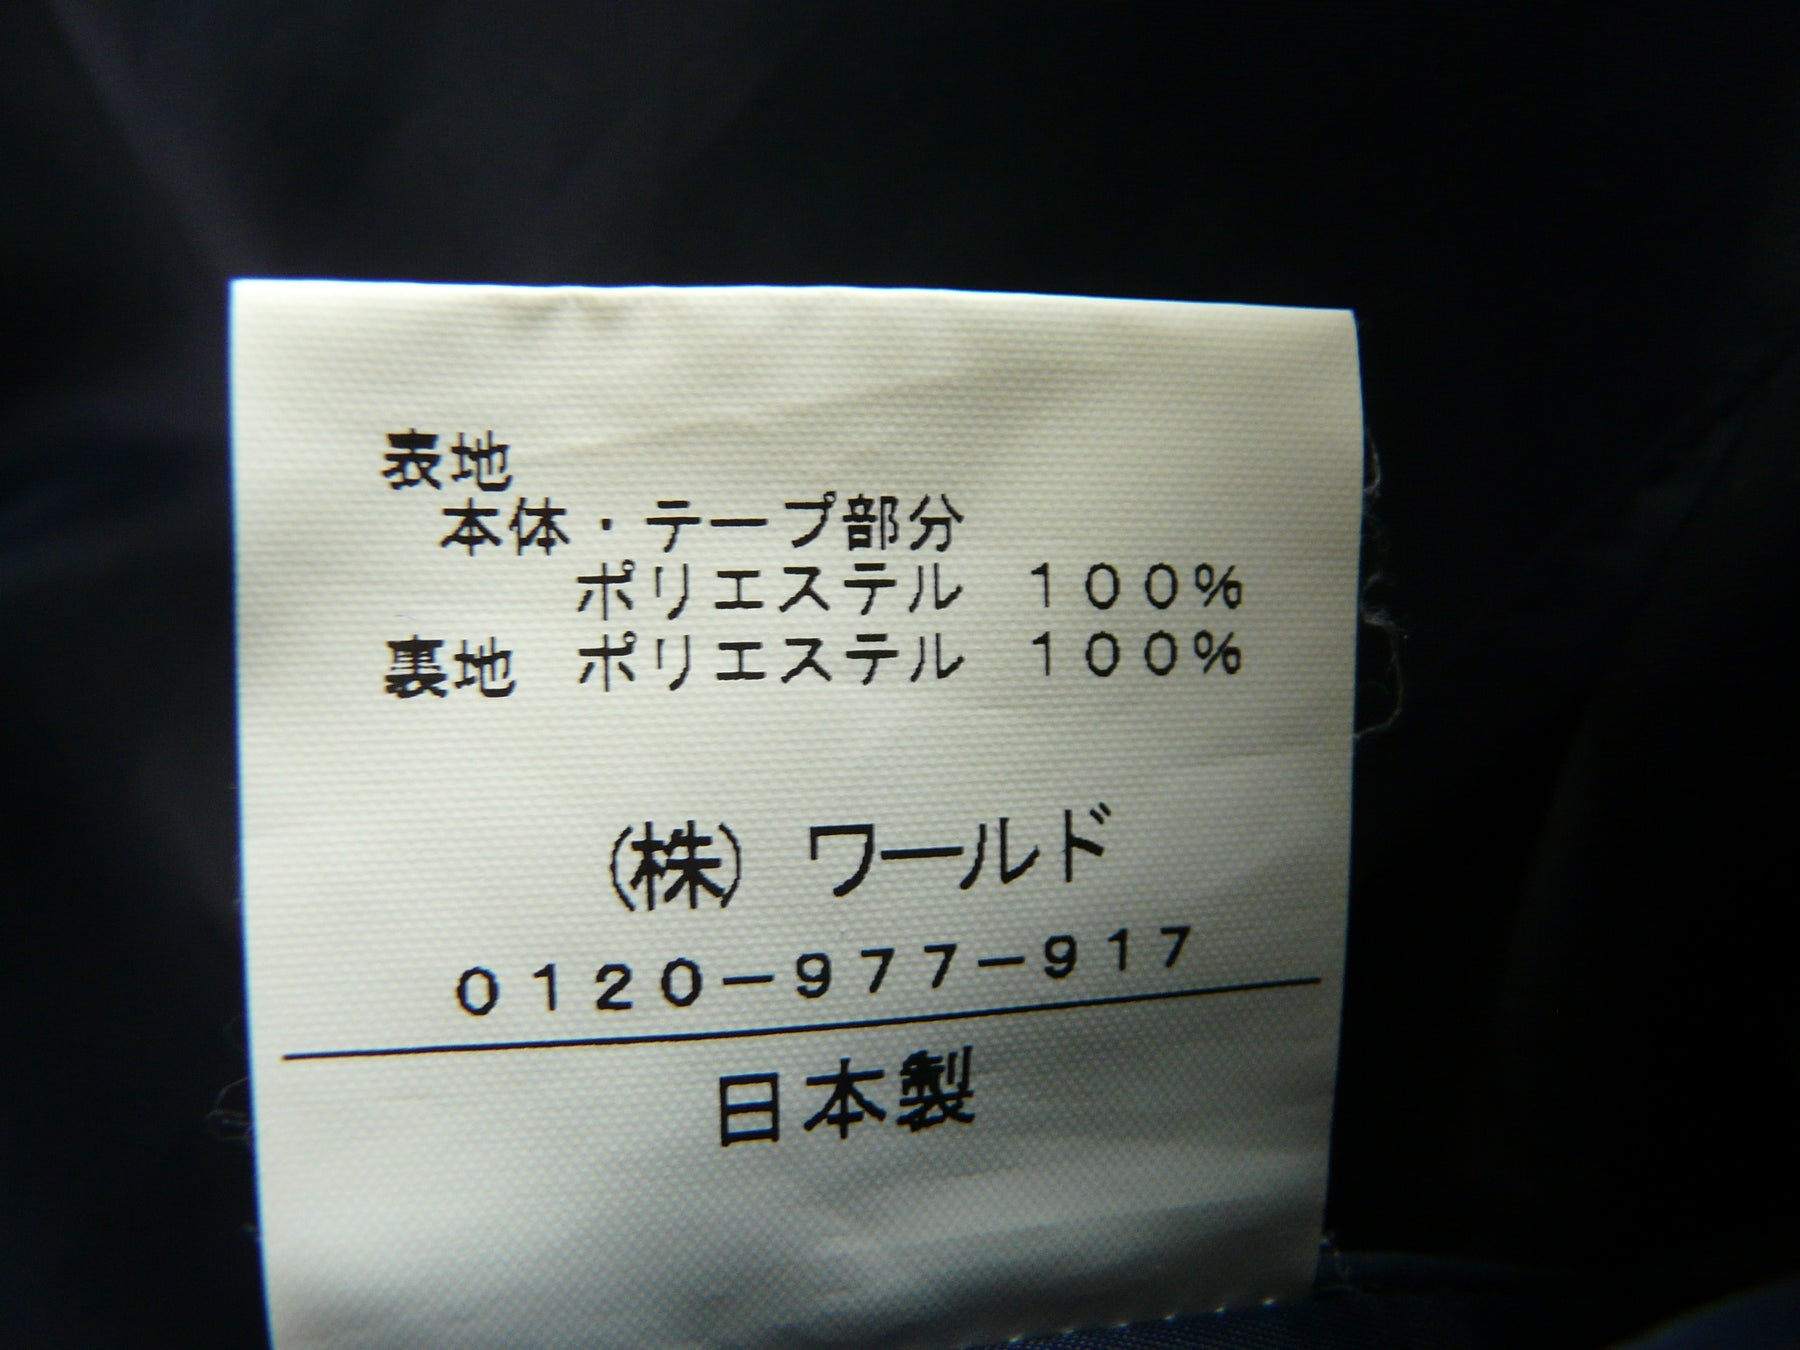 表地
本体・テープ部分
ポリエステル 100%
裏地 ポリエステル 100%
(株) ワールド
0120-977-917
日本製